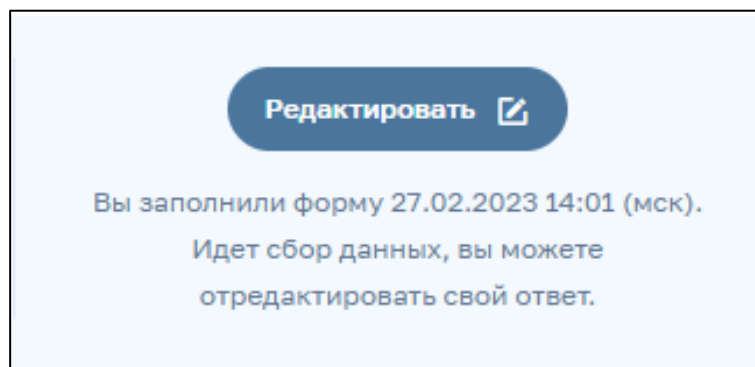 Редактировать
Вы заполнили форму 27.02.2023 14:01 (мск).
Идет сбор данных, вы можете
отредактировать свой ответ.